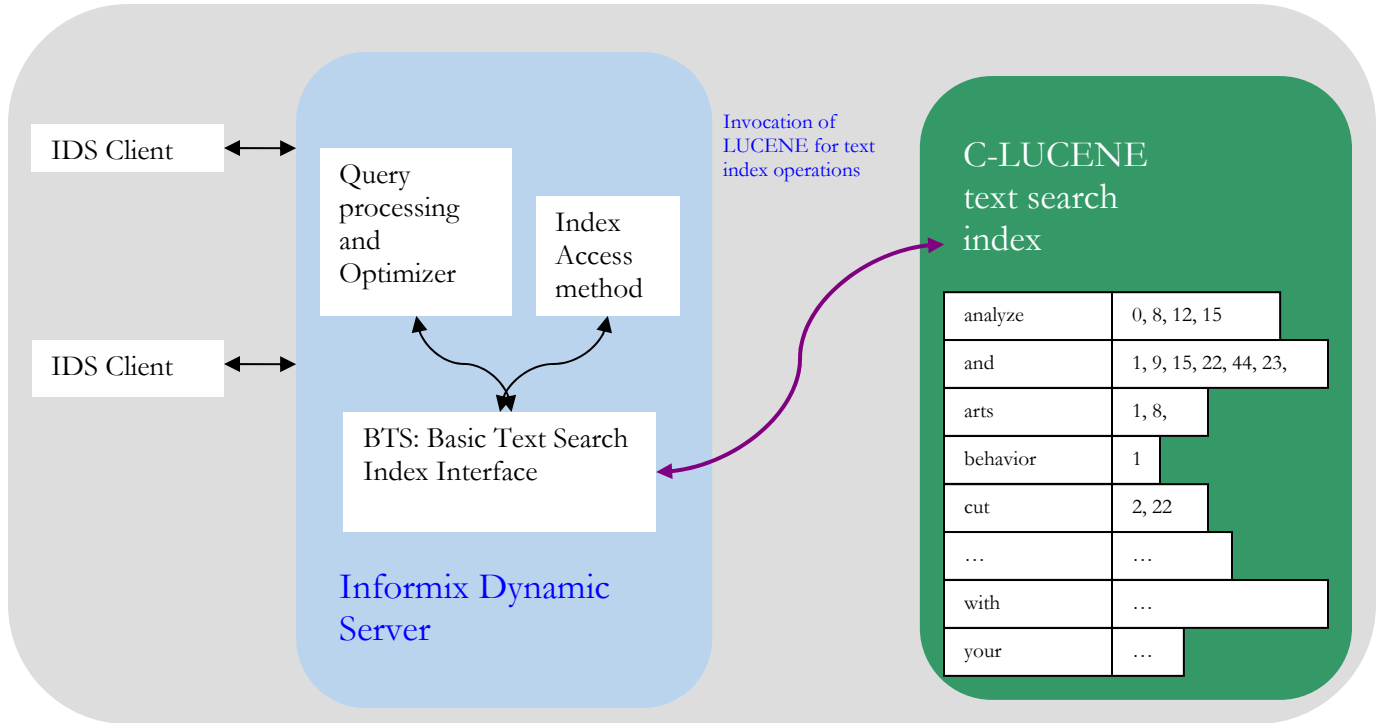 IDS Client
IDS Client
Query
processing
and
Optimizer
Index
Access
method
BTS: Basic Text Search
Index Interface
Informix Dynamic
Server
Invocation of
LUCENE for text
index operations
C-LUCENE
text search
index
analyze 0, 8, 12, 15
and 1, 9, 15, 22, 44, 23,
arts 1, 8,
behavior 1
cut 2, 22
… …
with …
your …